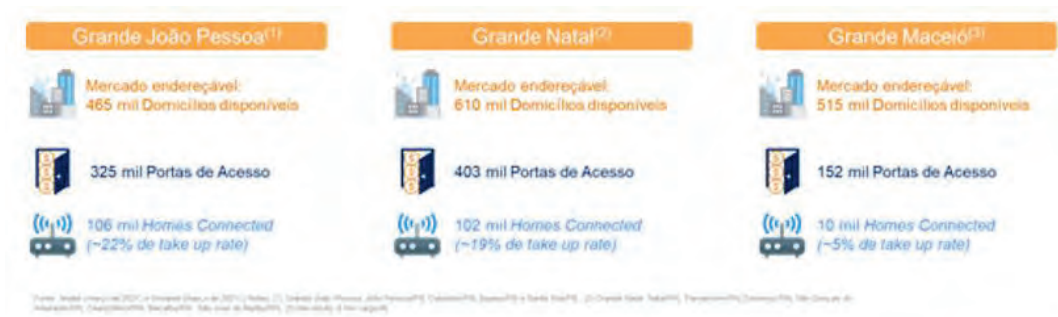 Grande João Pessoa(1)
Mercado endereçável:
465 mil Domicílios disponíveis
325 mil Portas de Acesso
106 mil Homes Connected
(~22% de take up rate)
Grande Natal(2)
Mercado endereçável:
610 mil Domicílios disponíveis
403 mil Portas de Acesso
102 mil Homes Connected
(~19% de take up rate)
Grande Maceió(3)
Mercado endereçável:
515 mil Domicílios disponíveis
152 mil Portas de Acesso
10 mil Homes Connected
(~5% de take up rate)